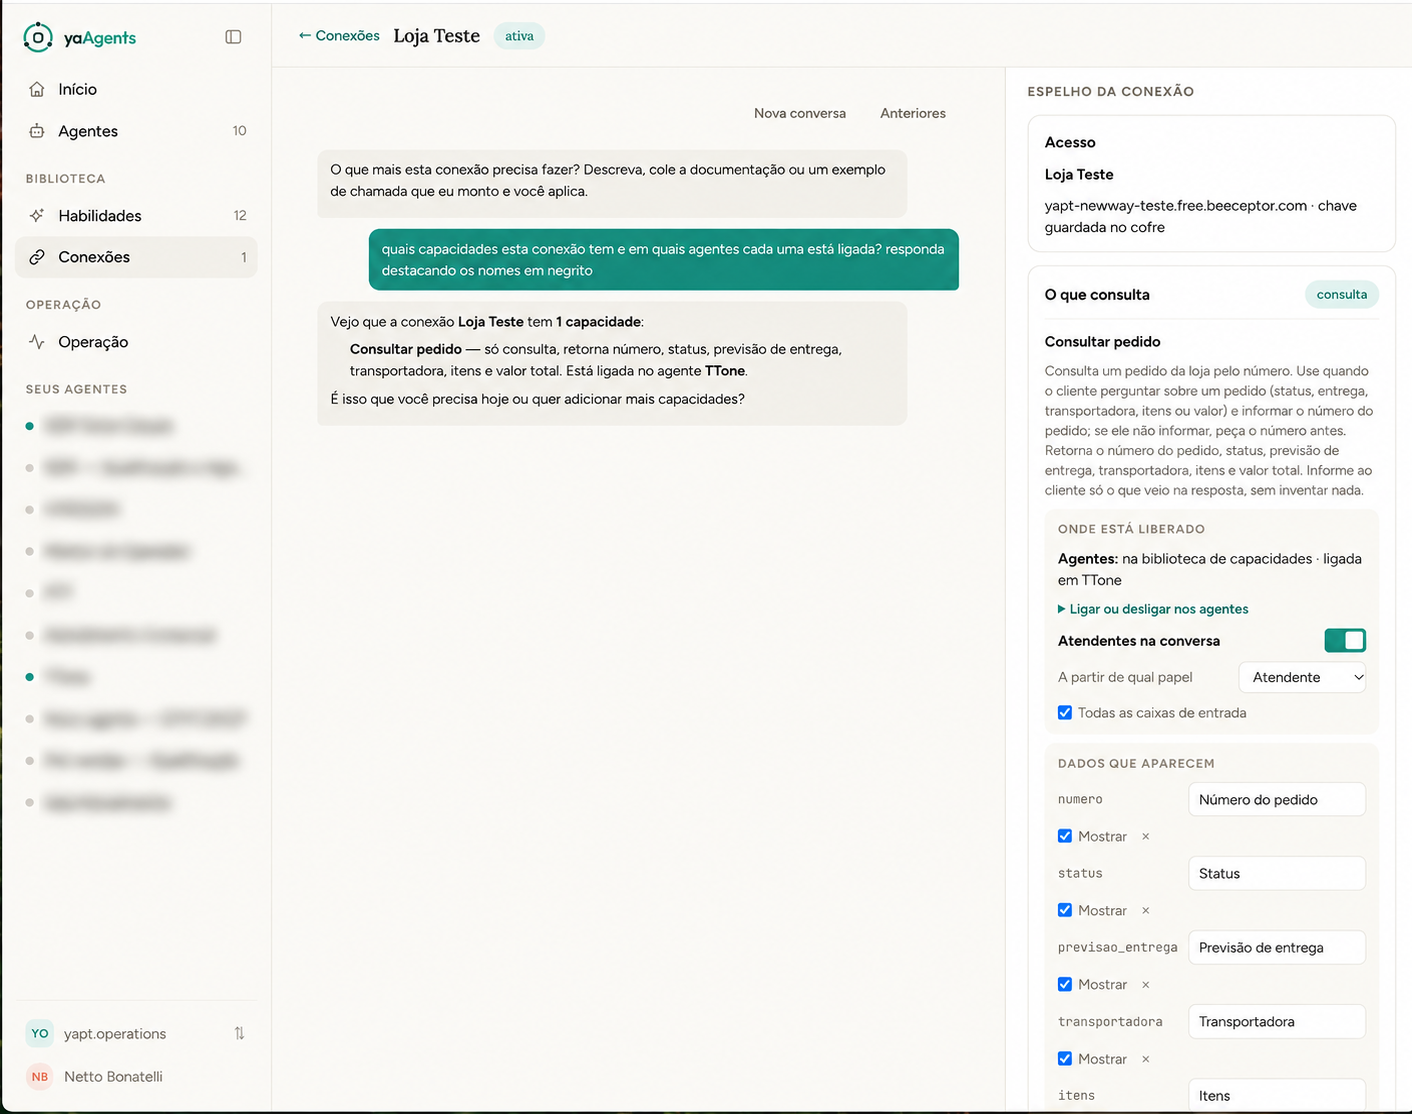 yaAgents
Início
Agentes 10
BIBLIOTECA
Habilidades 12
Conexões 1
OPERAÇÃO
Operação
SEUS AGENTES
YO yapt.operations
NB Netto Bonatelli
← Conexões Loja Teste ativa
Nova conversa Anteriores
O que mais esta conexão precisa fazer? Descreva, cole a documentação ou um exemplo
de chamada que eu monto e você aplica.
quais capacidades esta conexão tem e em quais agentes cada uma está ligada? responda
destacando os nomes em negrito
Vejo que a conexão Loja Teste tem 1 capacidade:
Consultar pedido — só consulta, retorna número, status, previsão de entrega,
transportadora, itens e valor total. Está ligada no agente TTone.
É isso que você precisa hoje ou quer adicionar mais capacidades?
ESPELHO DA CONEXÃO
Acesso
Loja Teste
yapt-newway-teste.free.beeceptor.com · chave
guardada no cofre
O que consulta consulta
Consultar pedido
Consulta um pedido da loja pelo número. Use quando
o cliente perguntar sobre um pedido (status, entrega,
transportadora, itens ou valor) e informar o número do
pedido; se ele não informar, peça o número antes.
Retorna o número do pedido, status, previsão de
entrega, transportadora, itens e valor total. Informe ao
cliente só o que veio na resposta, sem inventar nada.
ONDE ESTÁ LIBERADO
Agentes: na biblioteca de capacidades · ligada
em TTone
▶ Ligar ou desligar nos agentes
Atendentes na conversa
A partir de qual papel Atendente
Todas as caixas de entrada
DADOS QUE APARECEM
numero Número do pedido
Mostrar ×
status Status
Mostrar ×
previsao_entrega Previsão de entrega
Mostrar ×
transportadora Transportadora
Mostrar ×
itens Itens